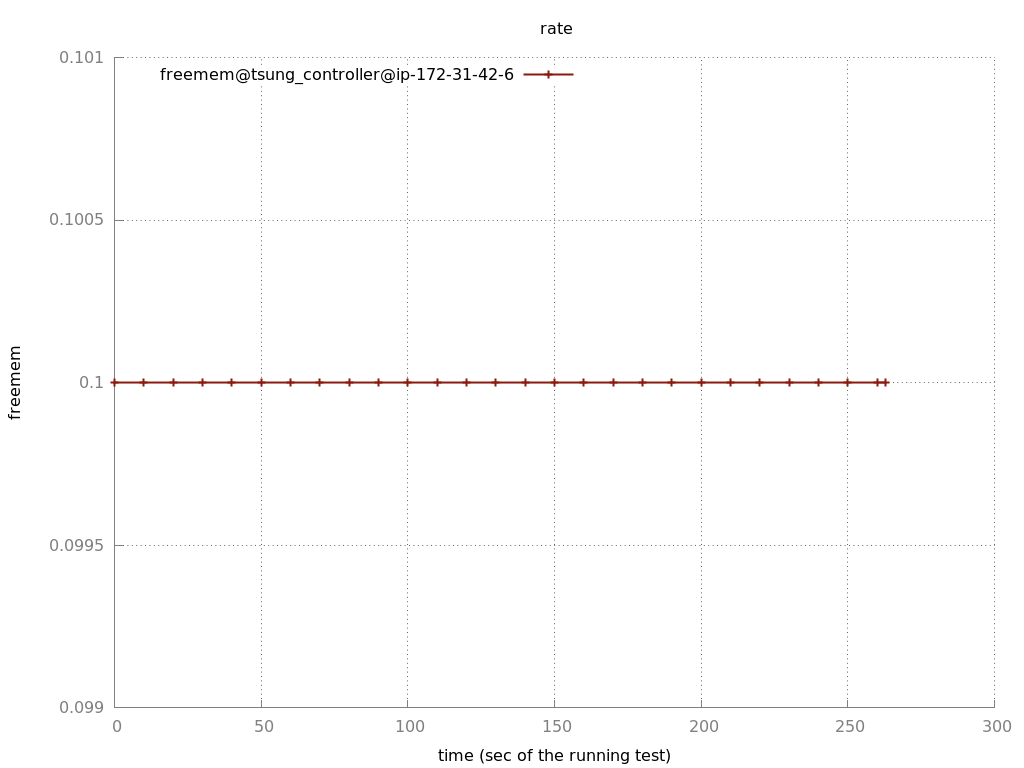 rate
0.101
freemem@tsung_controller@ip-172-31-42-6
0.1005
0.1
freemem
0.0995
0.099
0 50 100 150 200 250 300
time (sec of the running test)